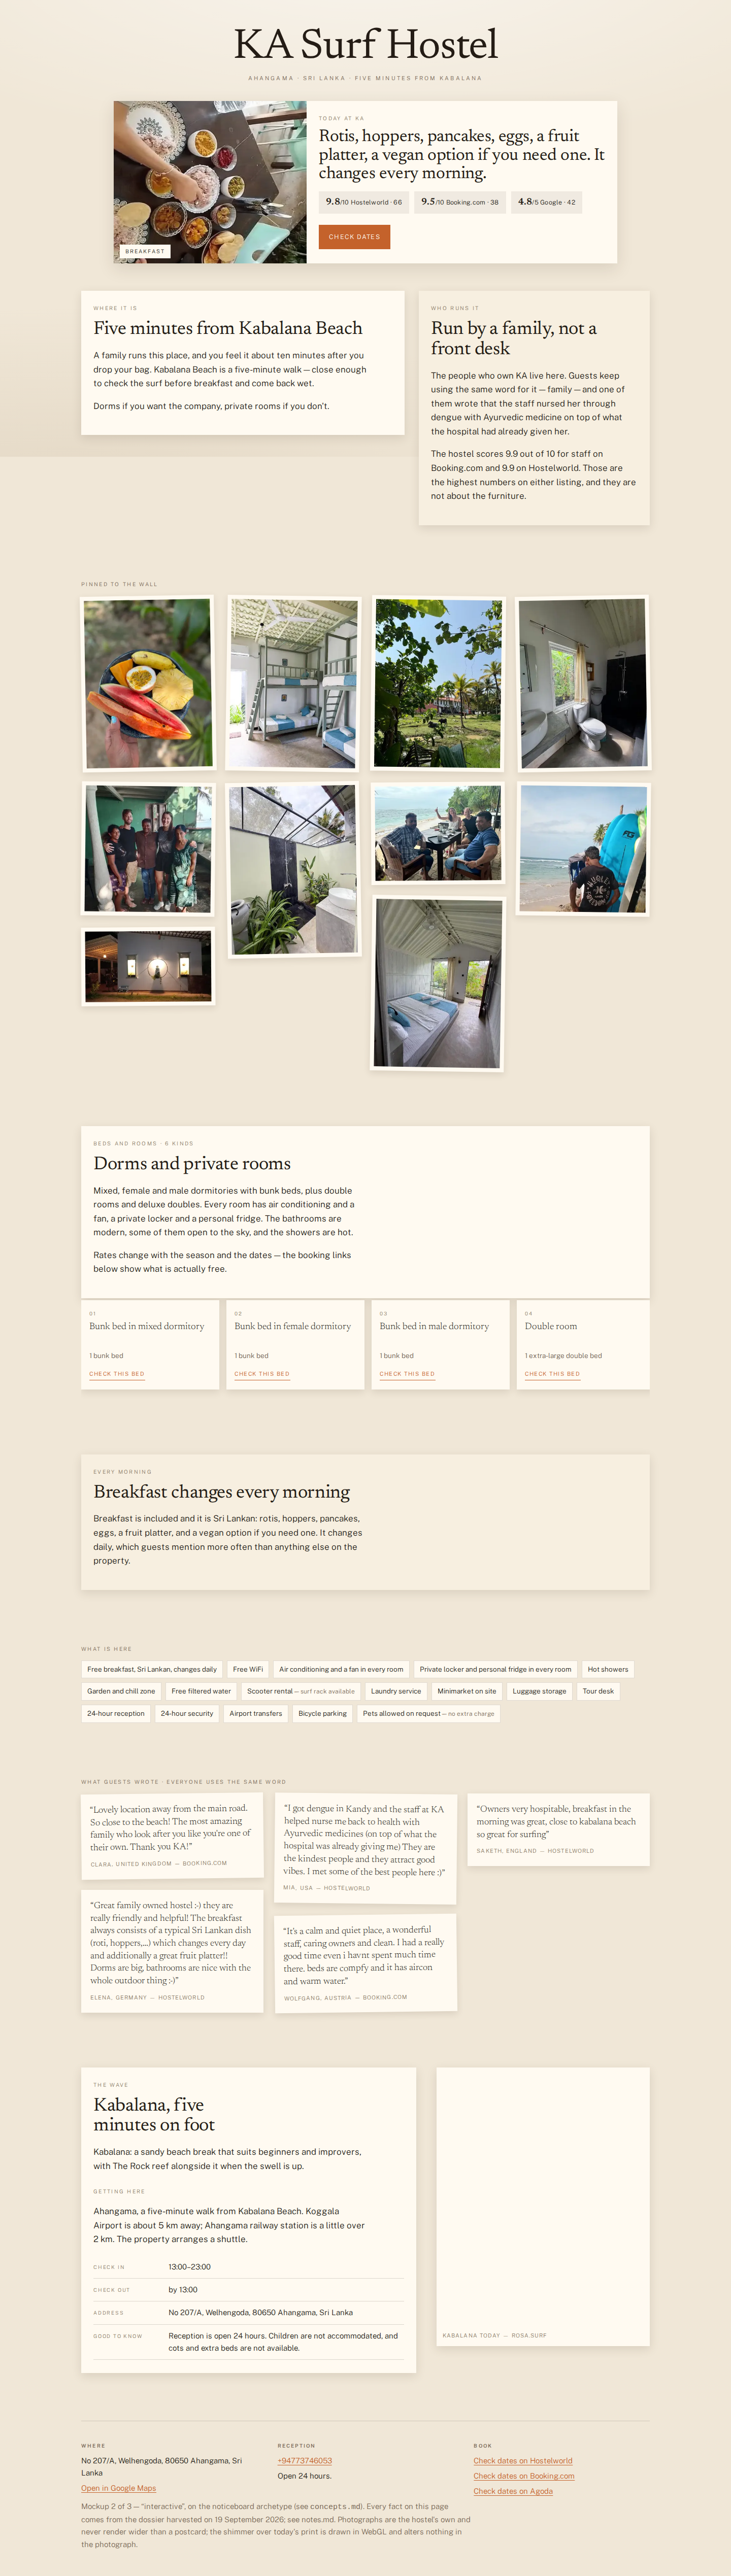 KA Surf Hostel
AHANGAMA · SRI LANKA · FIVE MINUTES FROM KABALANA
BREAKFAST
TODAY AT KA
Rotis, hoppers, pancakes, eggs, a fruit
platter, a vegan option if you need one. It
changes every morning.
9.8/10 Hostelworld · 66
9.5/10 Booking.com · 38
4.8/5 Google · 42
CHECK DATES
WHERE IT IS
Five minutes from Kabalana Beach
A family runs this place, and you feel it about ten minutes after you
drop your bag. Kabalana Beach is a five-minute walk — close enough
to check the surf before breakfast and come back wet.
Dorms if you want the company, private rooms if you don't.
WHO RUNS IT
Run by a family, not a
front desk
The people who own KA live here. Guests keep
using the same word for it — family — and one of
them wrote that the staff nursed her through
dengue with Ayurvedic medicine on top of what
the hospital had already given her.
The hostel scores 9.9 out of 10 for staff on
Booking.com and 9.9 on Hostelworld. Those are
the highest numbers on either listing, and they are
not about the furniture.
PINNED TO THE WALL
BEDS AND ROOMS · 6 KINDS
Dorms and private rooms
Mixed, female and male dormitories with bunk beds, plus double
rooms and deluxe doubles. Every room has air conditioning and a
fan, a private locker and a personal fridge. The bathrooms are
modern, some of them open to the sky, and the showers are hot.
Rates change with the season and the dates — the booking links
below show what is actually free.
01
Bunk bed in mixed dormitory
1 bunk bed
CHECK THIS BED
02
Bunk bed in female dormitory
1 bunk bed
CHECK THIS BED
03
Bunk bed in male dormitory
1 bunk bed
CHECK THIS BED
04
Double room
1 extra-large double bed
CHECK THIS BED
EVERY MORNING
Breakfast changes every morning
Breakfast is included and it is Sri Lankan: rotis, hoppers, pancakes,
eggs, a fruit platter, and a vegan option if you need one. It changes
daily, which guests mention more often than anything else on the
property.
WHAT IS HERE
Free breakfast, Sri Lankan, changes daily
Free WiFi
Air conditioning and a fan in every room
Private locker and personal fridge in every room
Hot showers
Garden and chill zone
Free filtered water
Scooter rental — surf rack available
Laundry service
Minimarket on site
Luggage storage
Tour desk
24-hour reception
24-hour security
Airport transfers
Bicycle parking
Pets allowed on request — no extra charge
WHAT GUESTS WROTE · EVERYONE USES THE SAME WORD
“Lovely location away from the main road.
So close to the beach! The most amazing
family who look after you like you're one of
their own. Thank you KA!”
CLARA, UNITED KINGDOM — BOOKING.COM
“Great family owned hostel :-) they are
really friendly and helpful! The breakfast
always consists of a typical Sri Lankan dish
(roti, hoppers,...) which changes every day
and additionally a great fruit platter!!
Dorms are big, bathrooms are nice with the
whole outdoor thing :-)”
ELENA, GERMANY — HOSTELWORLD
“I got dengue in Kandy and the staff at KA
helped nurse me back to health with
Ayurvedic medicines (on top of what the
hospital was already giving me) They are
the kindest people and they attract good
vibes. I met some of the best people here :)”
MIA, USA — HOSTELWORLD
“It's a calm and quiet place, a wonderful
staff, caring owners and clean. I had a really
good time even i havnt spent much time
there. beds are compfy and it has aircon
and warm water.”
WOLFGANG, AUSTRIA — BOOKING.COM
“Owners very hospitable, breakfast in the
morning was great, close to kabalana beach
so great for surfing”
SAKETH, ENGLAND — HOSTELWORLD
THE WAVE
Kabalana, five
minutes on foot
Kabalana: a sandy beach break that suits beginners and improvers,
with The Rock reef alongside it when the swell is up.
GETTING HERE
Ahangama, a five-minute walk from Kabalana Beach. Koggala
Airport is about 5 km away; Ahangama railway station is a little over
2 km. The property arranges a shuttle.
CHECK IN 13:00–23:00
CHECK OUT by 13:00
ADDRESS No 207/A, Welhengoda, 80650 Ahangama, Sri Lanka
GOOD TO KNOW Reception is open 24 hours. Children are not accommodated, and
cots and extra beds are not available.
KABALANA TODAY — ROSA.SURF
WHERE
No 207/A, Welhengoda, 80650 Ahangama, Sri
Lanka
Open in Google Maps
RECEPTION
+94773746053
Open 24 hours.
BOOK
Check dates on Hostelworld
Check dates on Booking.com
Check dates on Agoda
Mockup 2 of 3 — “interactive”, on the noticeboard archetype (see concepts.md). Every fact on this page
comes from the dossier harvested on 19 September 2026; see notes.md. Photographs are the hostel's own and
never render wider than a postcard; the shimmer over today's print is drawn in WebGL and alters nothing in
the photograph.